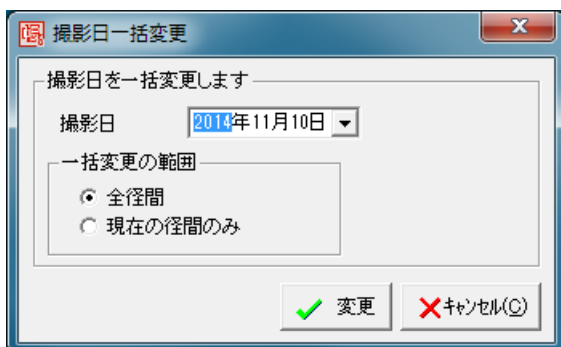 撮影日一括変更
撮影日を一括変更します
撮影日 2014年11月10日
一括変更の範囲
全径間
現在の径間のみ
変更 ｷｬﾝｾﾙ(C)